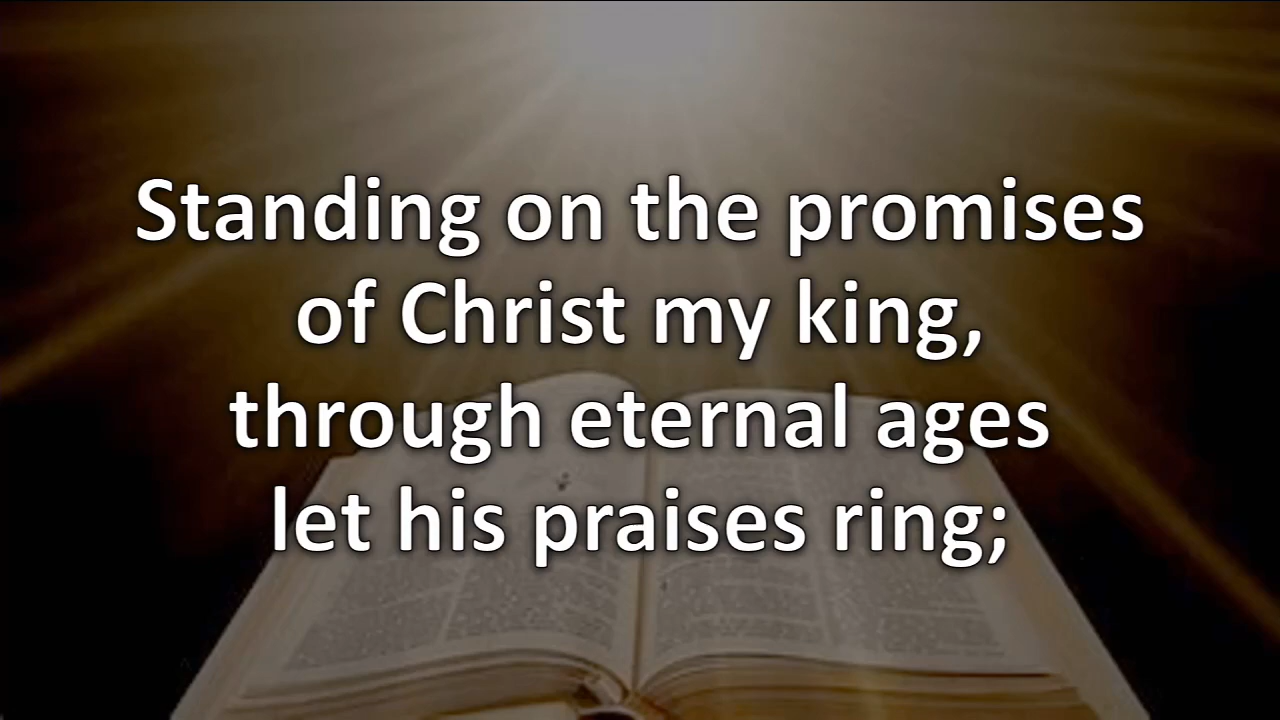 Standing on the promises
of Christ my king,
through eternal ages
let his praises ring;